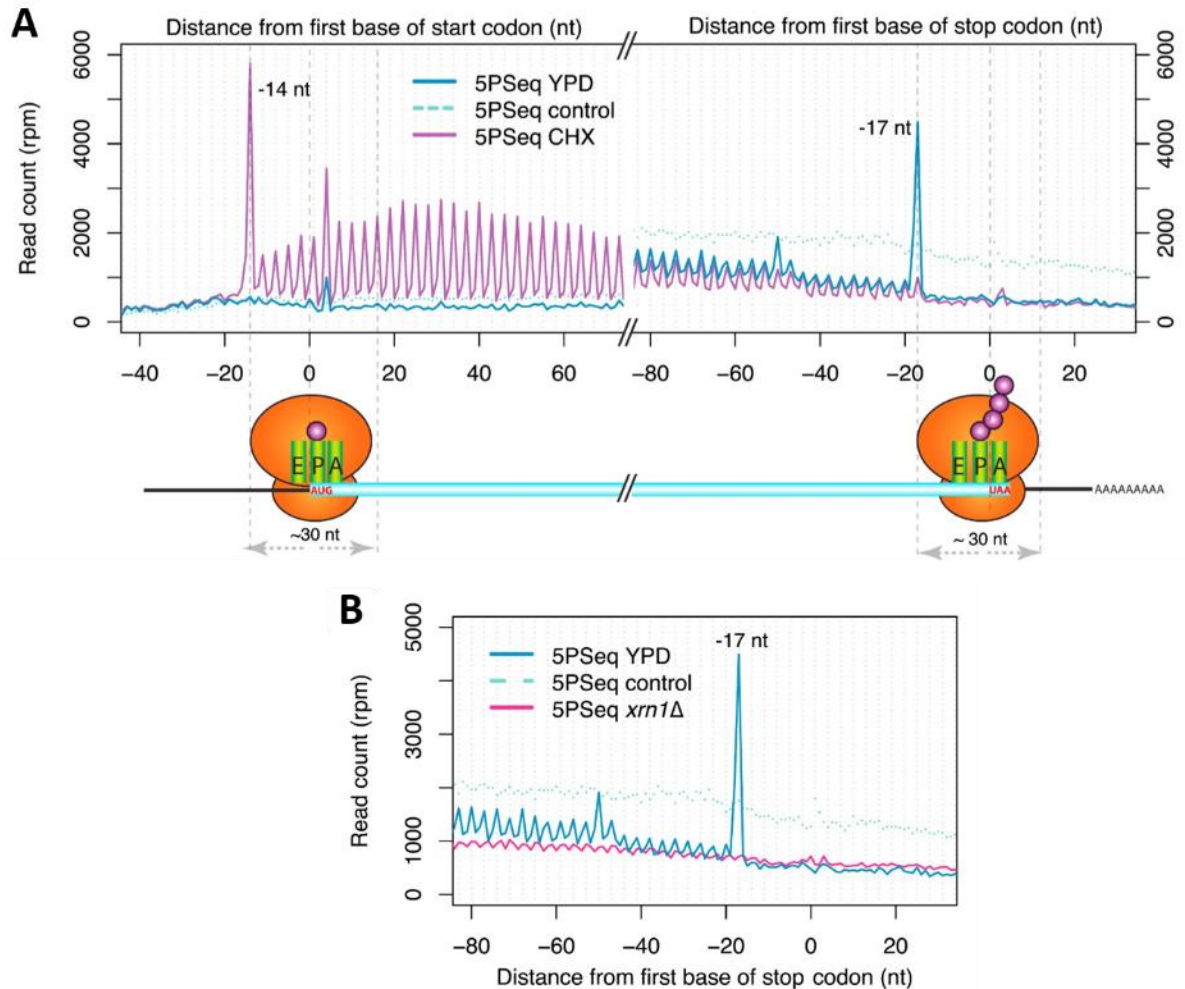 A
Distance from first base of start codon (nt)
Distance from first base of stop codon (nt)
Read count (rpm)
6000
4000
2000
0
-14 nt
5PSeq YPD
5PSeq control
5PSeq CHX
-17 nt
6000
4000
2000
0
−40 −20 0 20 40 60
−80 −60 −40 −20 0 20
E P A
AUG
~30 nt
E P A
UAA
AAAAAAAAA
~ 30 nt
B
Read count (rpm)
5000
3000
1000
0
-17 nt
5PSeq YPD
5PSeq control
5PSeq xrn1Δ
−80 −60 −40 −20 0 20
Distance from first base of stop codon (nt)